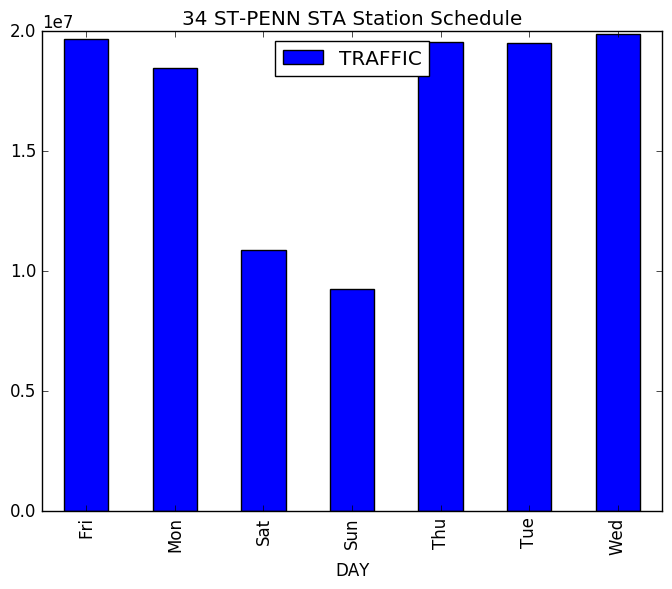 34 ST-PENN STA Station Schedule
1e7
TRAFFIC
2.0
1.5
1.0
0.5
0.0
Fri
Mon
Sat
Sun
Thu
Tue
Wed
DAY